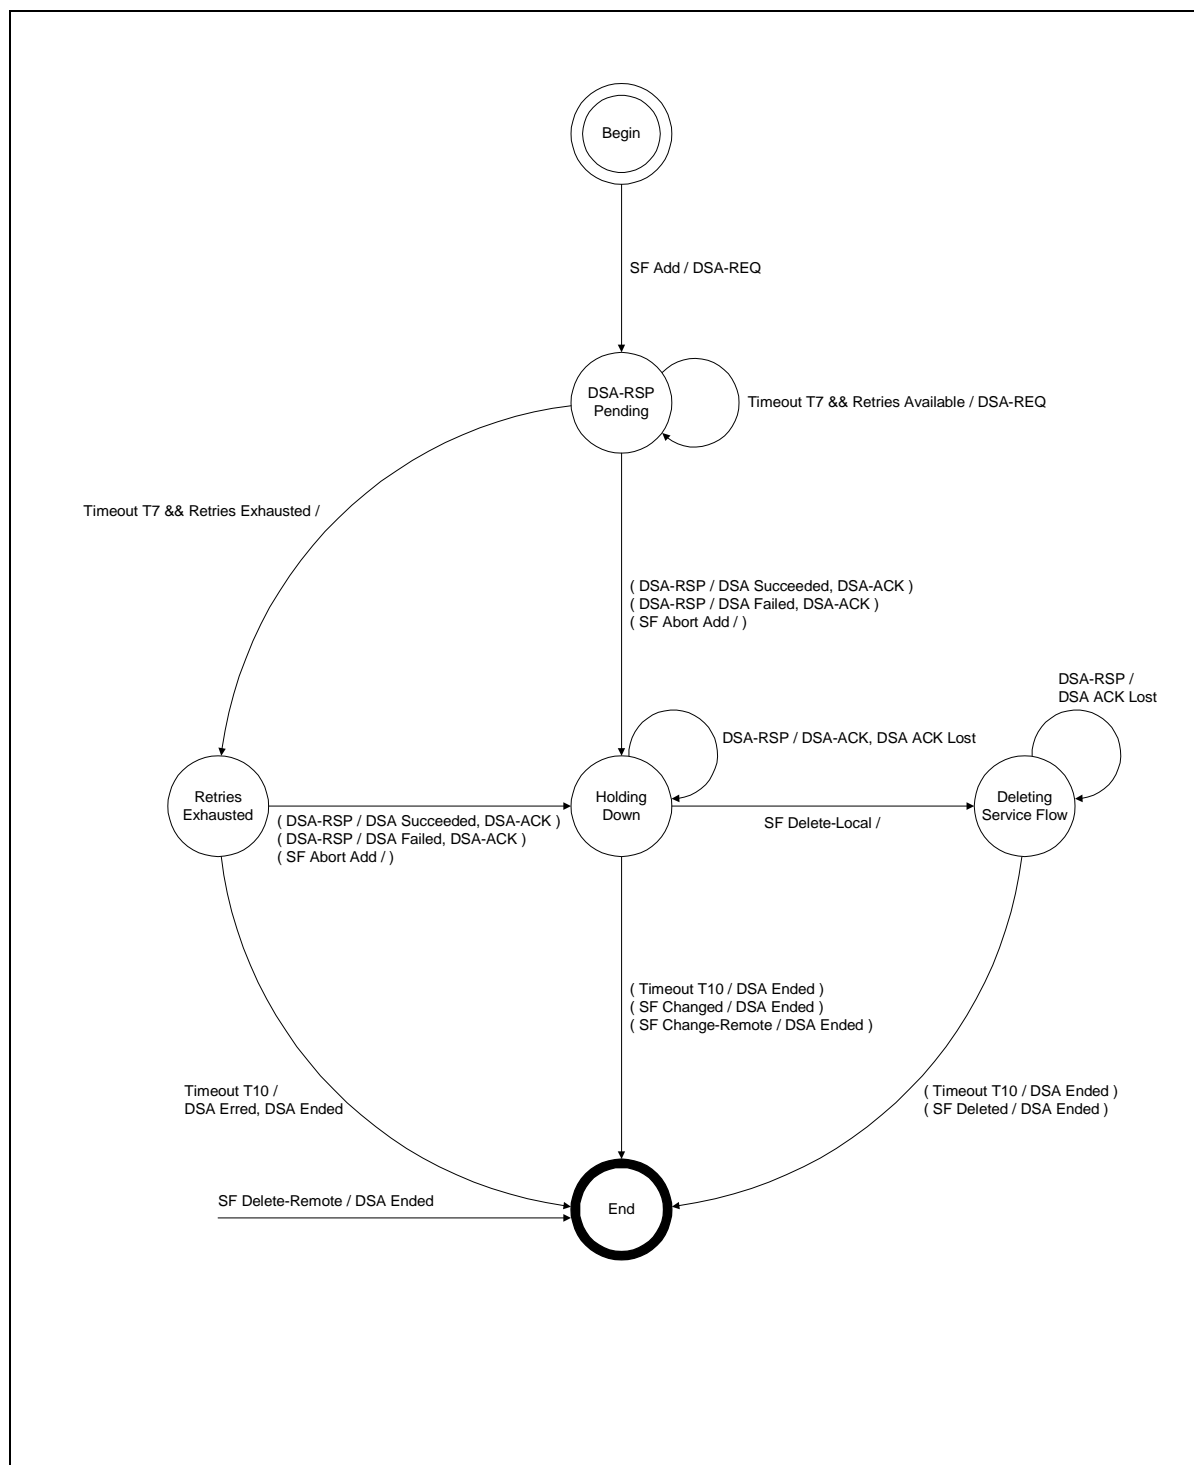 Begin
SF Add / DSA-REQ
DSA-RSP
Pending
Timeout T7 && Retries Available / DSA-REQ
Timeout T7 && Retries Exhausted /
( DSA-RSP / DSA Succeeded, DSA-ACK )
( DSA-RSP / DSA Failed, DSA-ACK )
( SF Abort Add / )
DSA-RSP /
DSA ACK Lost
DSA-RSP / DSA-ACK, DSA ACK Lost
Retries
Exhausted
Holding
Down
Deleting
Service Flow
( DSA-RSP / DSA Succeeded, DSA-ACK )
( DSA-RSP / DSA Failed, DSA-ACK )
( SF Abort Add / )
SF Delete-Local /
( Timeout T10 / DSA Ended )
( SF Changed / DSA Ended )
( SF Change-Remote / DSA Ended )
Timeout T10 /
DSA Erred, DSA Ended
( Timeout T10 / DSA Ended )
( SF Deleted / DSA Ended )
SF Delete-Remote / DSA Ended
End